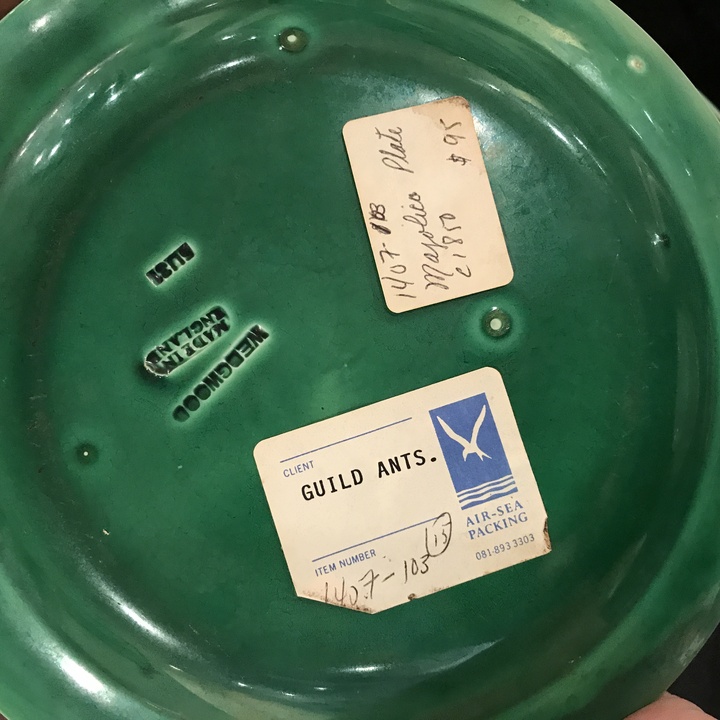 1407-103
Majolica Plate
c1850 $95
WEDGWOOD
MADE IN
ENGLAND
CLIENT
GUILD ANTS.
AIR-SEA
PACKING
081-893 3303
ITEM NUMBER
1407-103 (15)